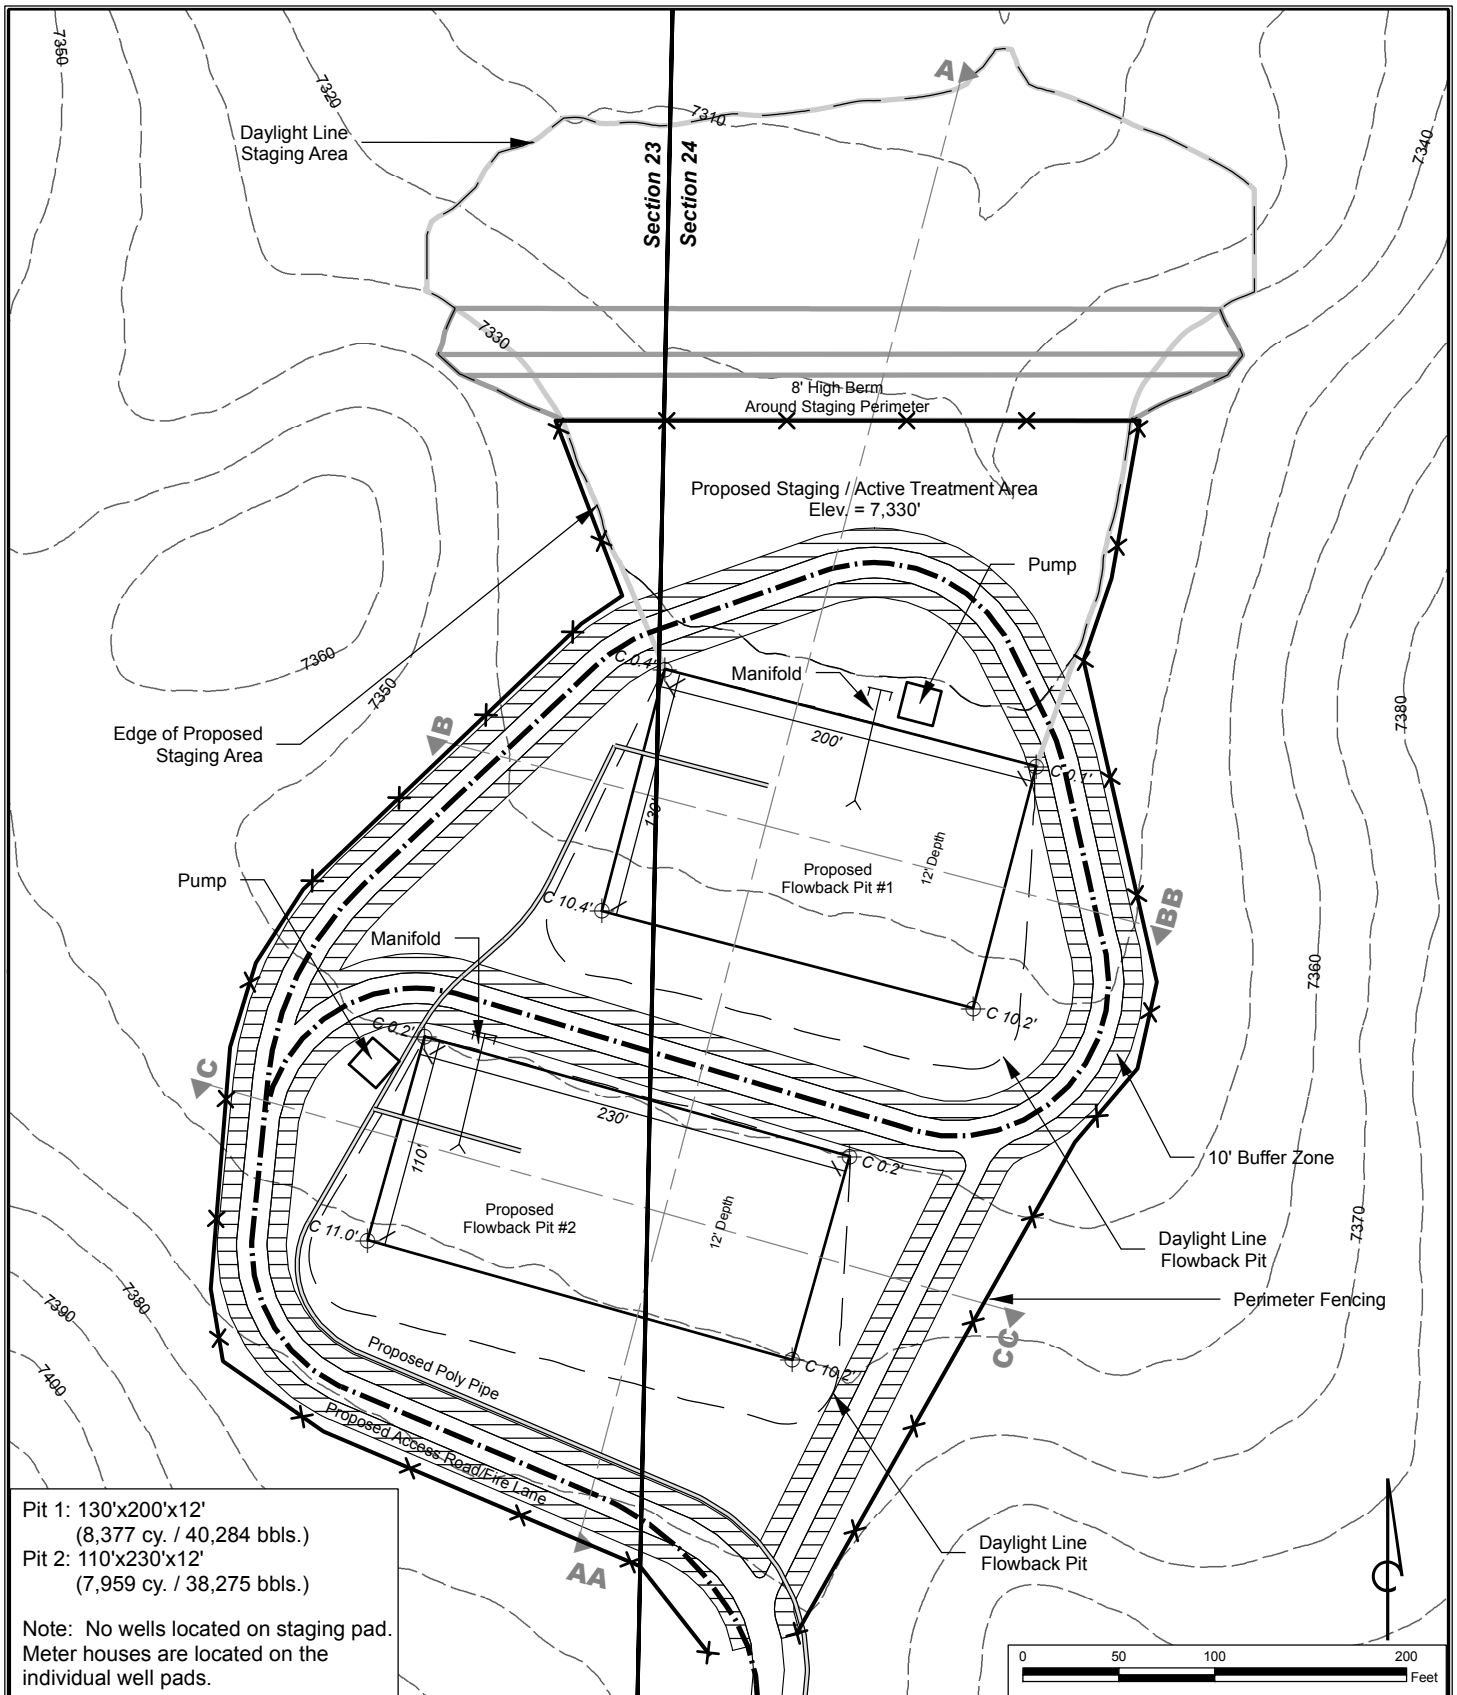 7350
7320
A
7310
7340
Daylight Line
Staging Area
Section 23
Section 24
7330
8' High Berm
Around Staging Perimeter
Proposed Staging / Active Treatment Area
Elev. = 7,330'
Pump
7360
C 0.4'
Manifold
7350
7380
B
200'
Edge of Proposed
Staging Area
C 0.1'
130'
12' Depth
Proposed
Flowback Pit #1
Pump
C 10.4'
BB
Manifold
7360
C 10.2'
C 0.2'
C
230'
110'
C 0.2'
10' Buffer Zone
Proposed
Flowback Pit #2
12' Depth
7370
C 11.0'
Daylight Line
Flowback Pit
Perimeter Fencing
7390
7380
CC
Proposed Poly Pipe
C 10.2'
7400
Proposed Access Road/Fire Lane
Pit 1: 130'x200'x12'
(8,377 cy. / 40,284 bbls.)
Pit 2: 110'x230'x12'
(7,959 cy. / 38,275 bbls.)
Daylight Line
Flowback Pit
AA
Note: No wells located on staging pad.
Meter houses are located on the
individual well pads.
0 50 100 200
Feet